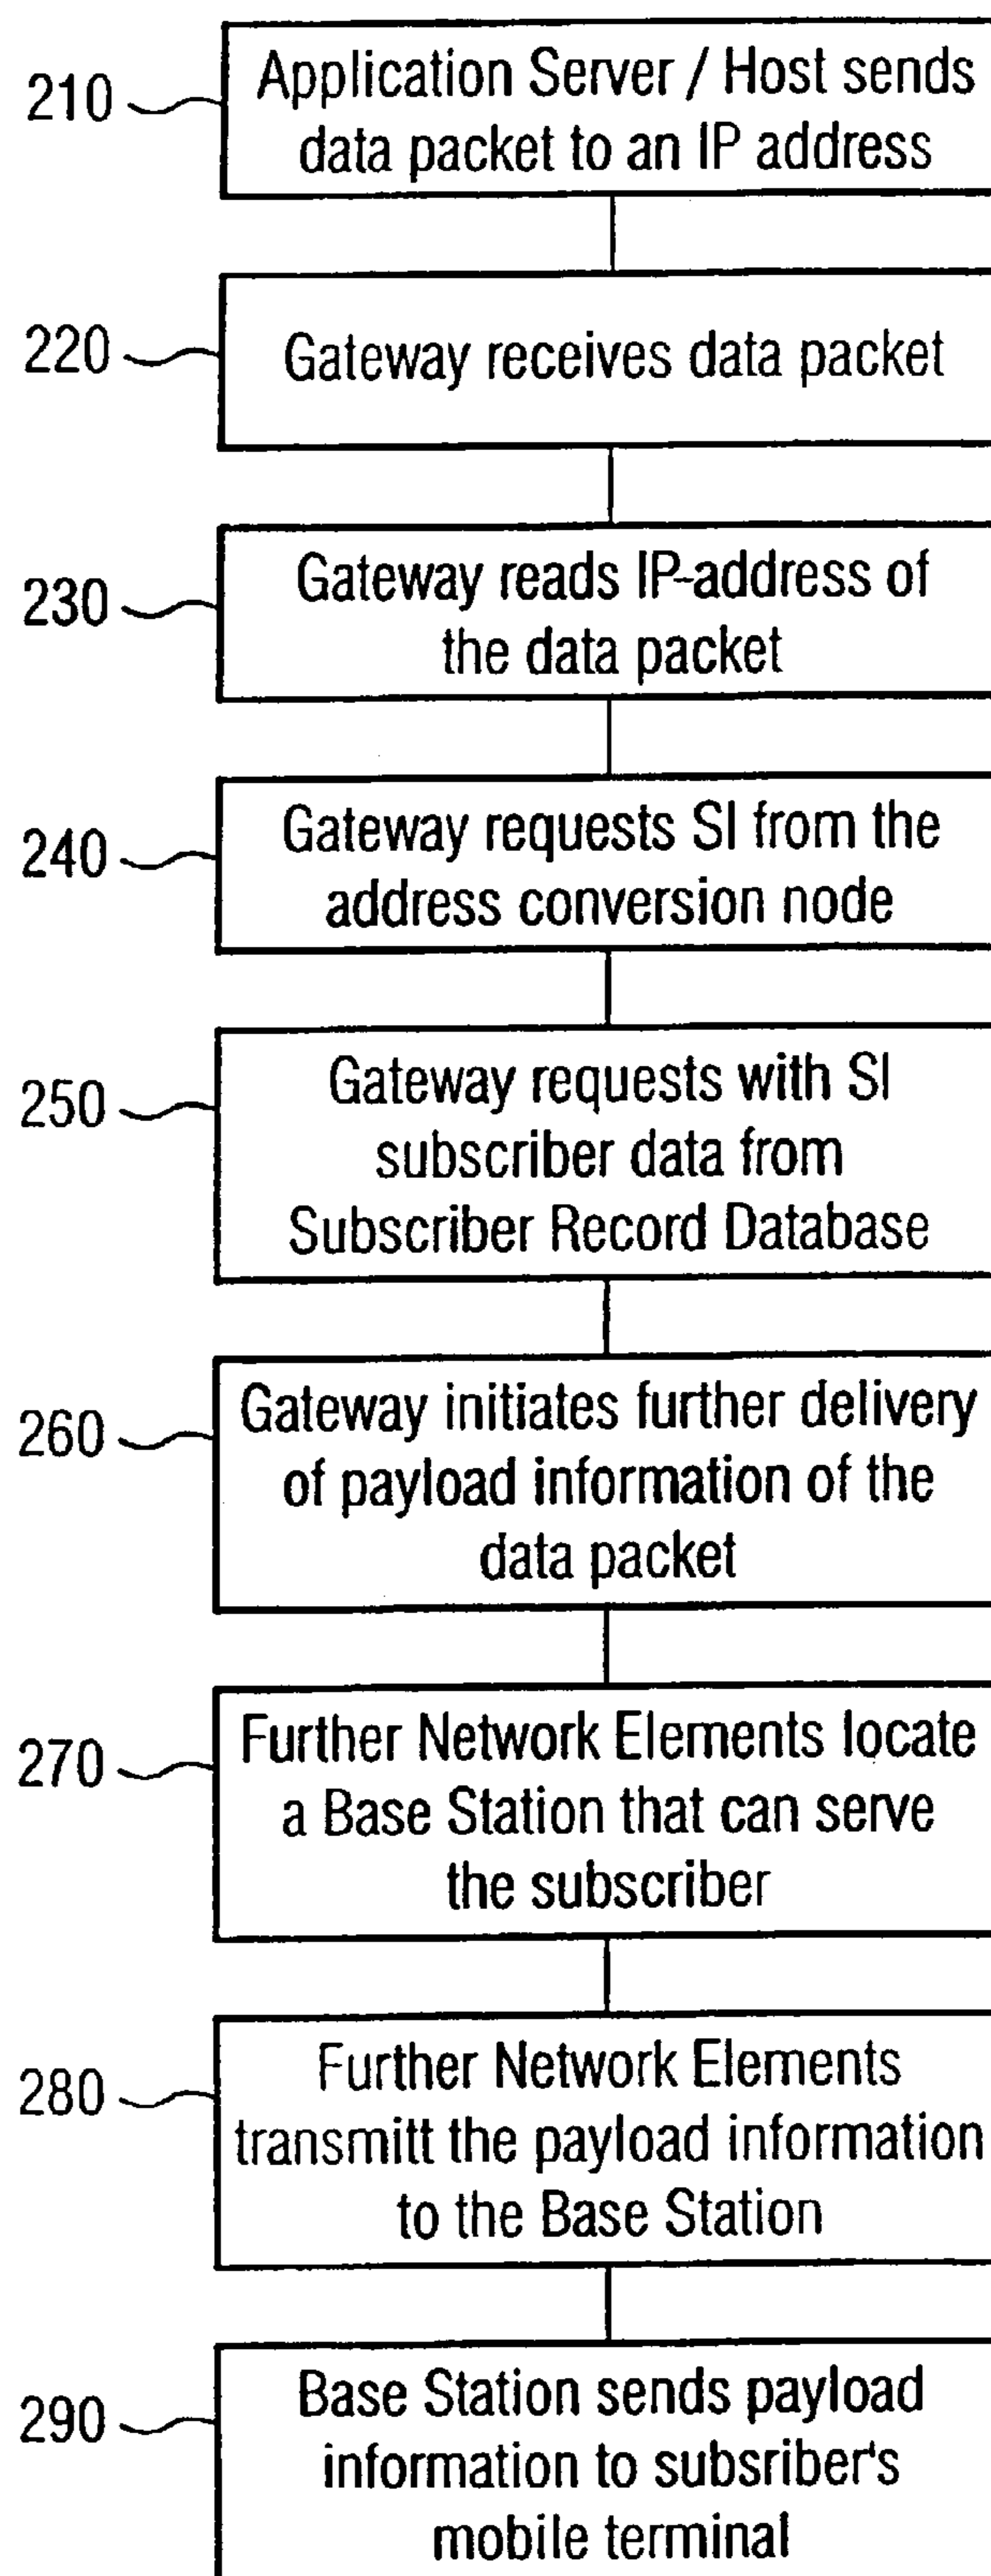 210
Application Server / Host sends
data packet to an IP address
220
Gateway receives data packet
230
Gateway reads IP-address of
the data packet
240
Gateway requests SI from the
address conversion node
250
Gateway requests with SI
subscriber data from
Subscriber Record Database
260
Gateway initiates further delivery
of payload information of the
data packet
270
Further Network Elements locate
a Base Station that can serve
the subscriber
280
Further Network Elements
transmitt the payload information
to the Base Station
290
Base Station sends payload
information to subsriber's
mobile terminal